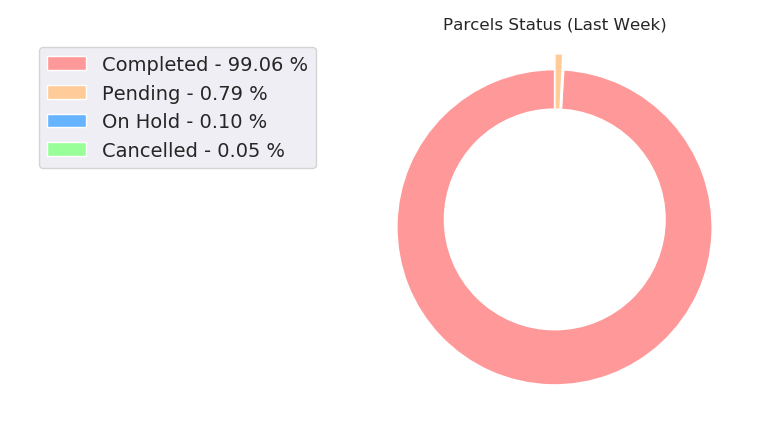 Parcels Status (Last Week)
Completed - 99.06 %
Pending - 0.79 %
On Hold - 0.10 %
Cancelled - 0.05 %